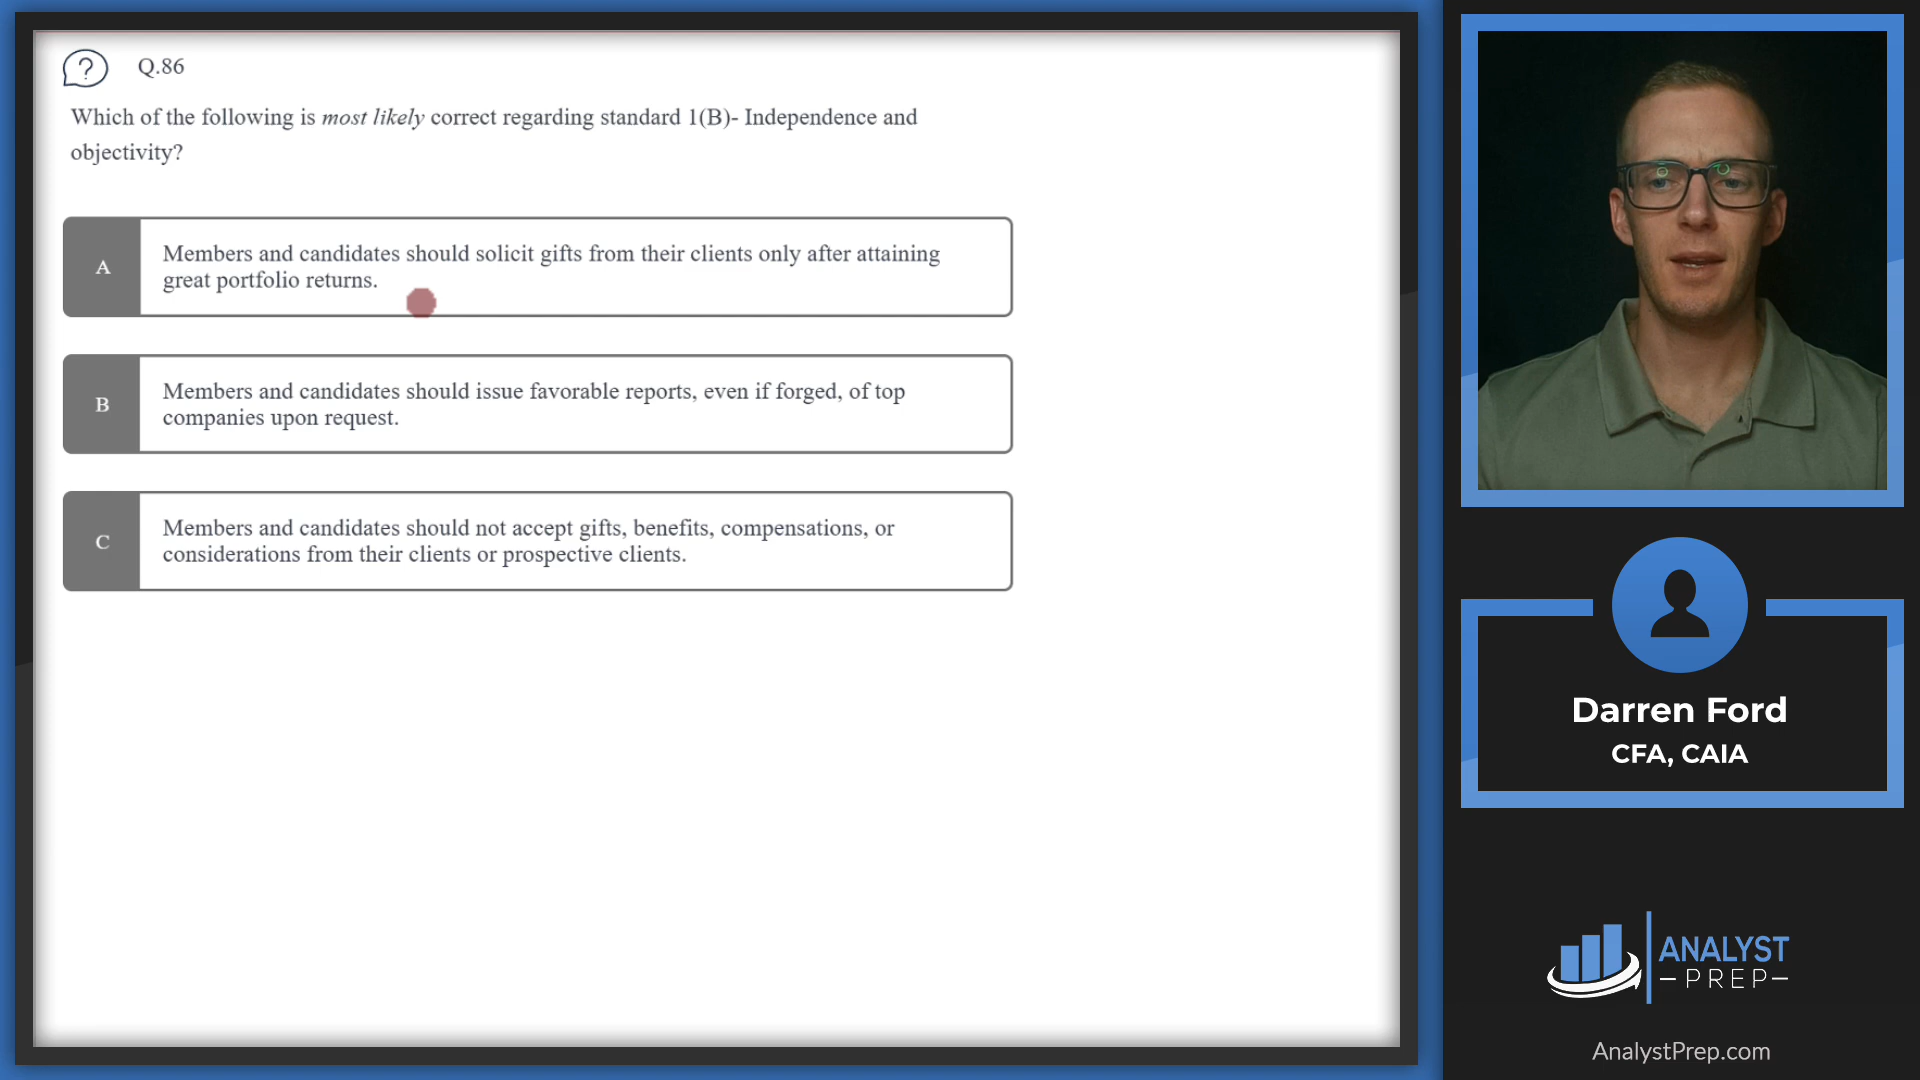 ?
Q.86
Which of the following is most likely correct regarding standard 1(B)- Independence and
objectivity?
A
Members and candidates should solicit gifts from their clients only after attaining
great portfolio returns.
B
Members and candidates should issue favorable reports, even if forged, of top
companies upon request.
C
Members and candidates should not accept gifts, benefits, compensations, or
considerations from their clients or prospective clients.
Darren Ford
CFA, CAIA
ANALYST
PREP
AnalystPrep.com